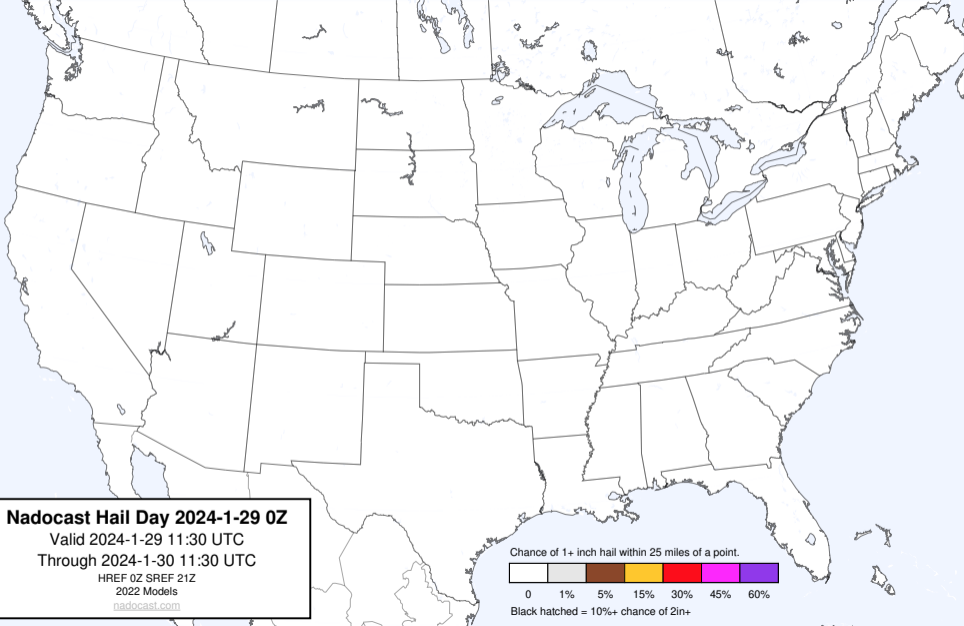 Nadocast Hail Day 2024-1-29 0Z
Valid 2024-1-29 11:30 UTC
Through 2024-1-30 11:30 UTC
HREF 0Z SREF 21Z
2022 Models
nadocast.com
Chance of 1+ inch hail within 25 miles of a point.
0 1% 5% 15% 30% 45% 60%
Black hatched = 10%+ chance of 2in+